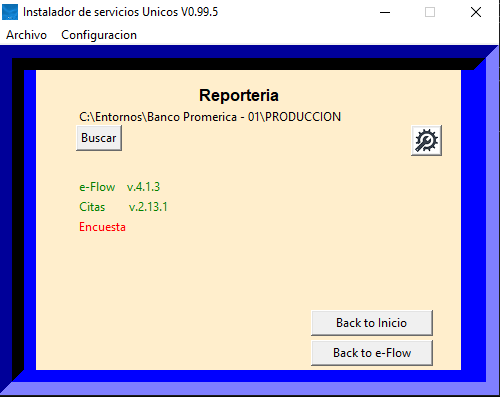 Instalador de servicios Unicos V0.99.5
Archivo Configuracion
Reporteria
C:\Entornos\Banco Promerica - 01\PRODUCCION
Buscar
e-Flow v.4.1.3
Citas v.2.13.1
Encuesta
Back to Inicio
Back to e-Flow